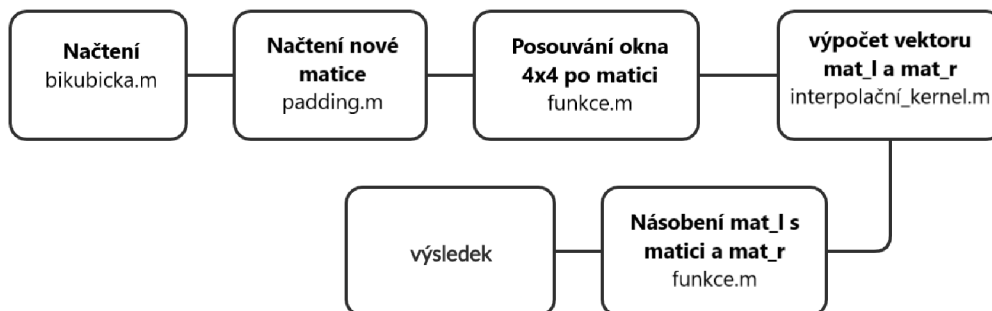 Načtení
bikubicka.m
Načtení nové
matice
padding.m
Posouvání okna
4x4 po matici
funkce.m
výpočet vektoru
mat_l a mat_r
interpolační_kernel.m
Násobení mat_l s
matici a mat_r
funkce.m
výsledek